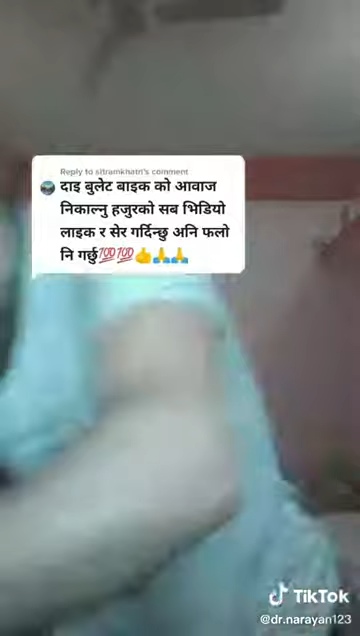 Reply to sitramkhatri's comment
दाइ बुलेट बाइक को आवाज
निकाल्नु हजुरको सब भिडियो
लाइक र सेर गर्दिन्छु अनि फलो
नि गर्छु💯💯👍🙏🙏
TikTok
@dr.narayan123